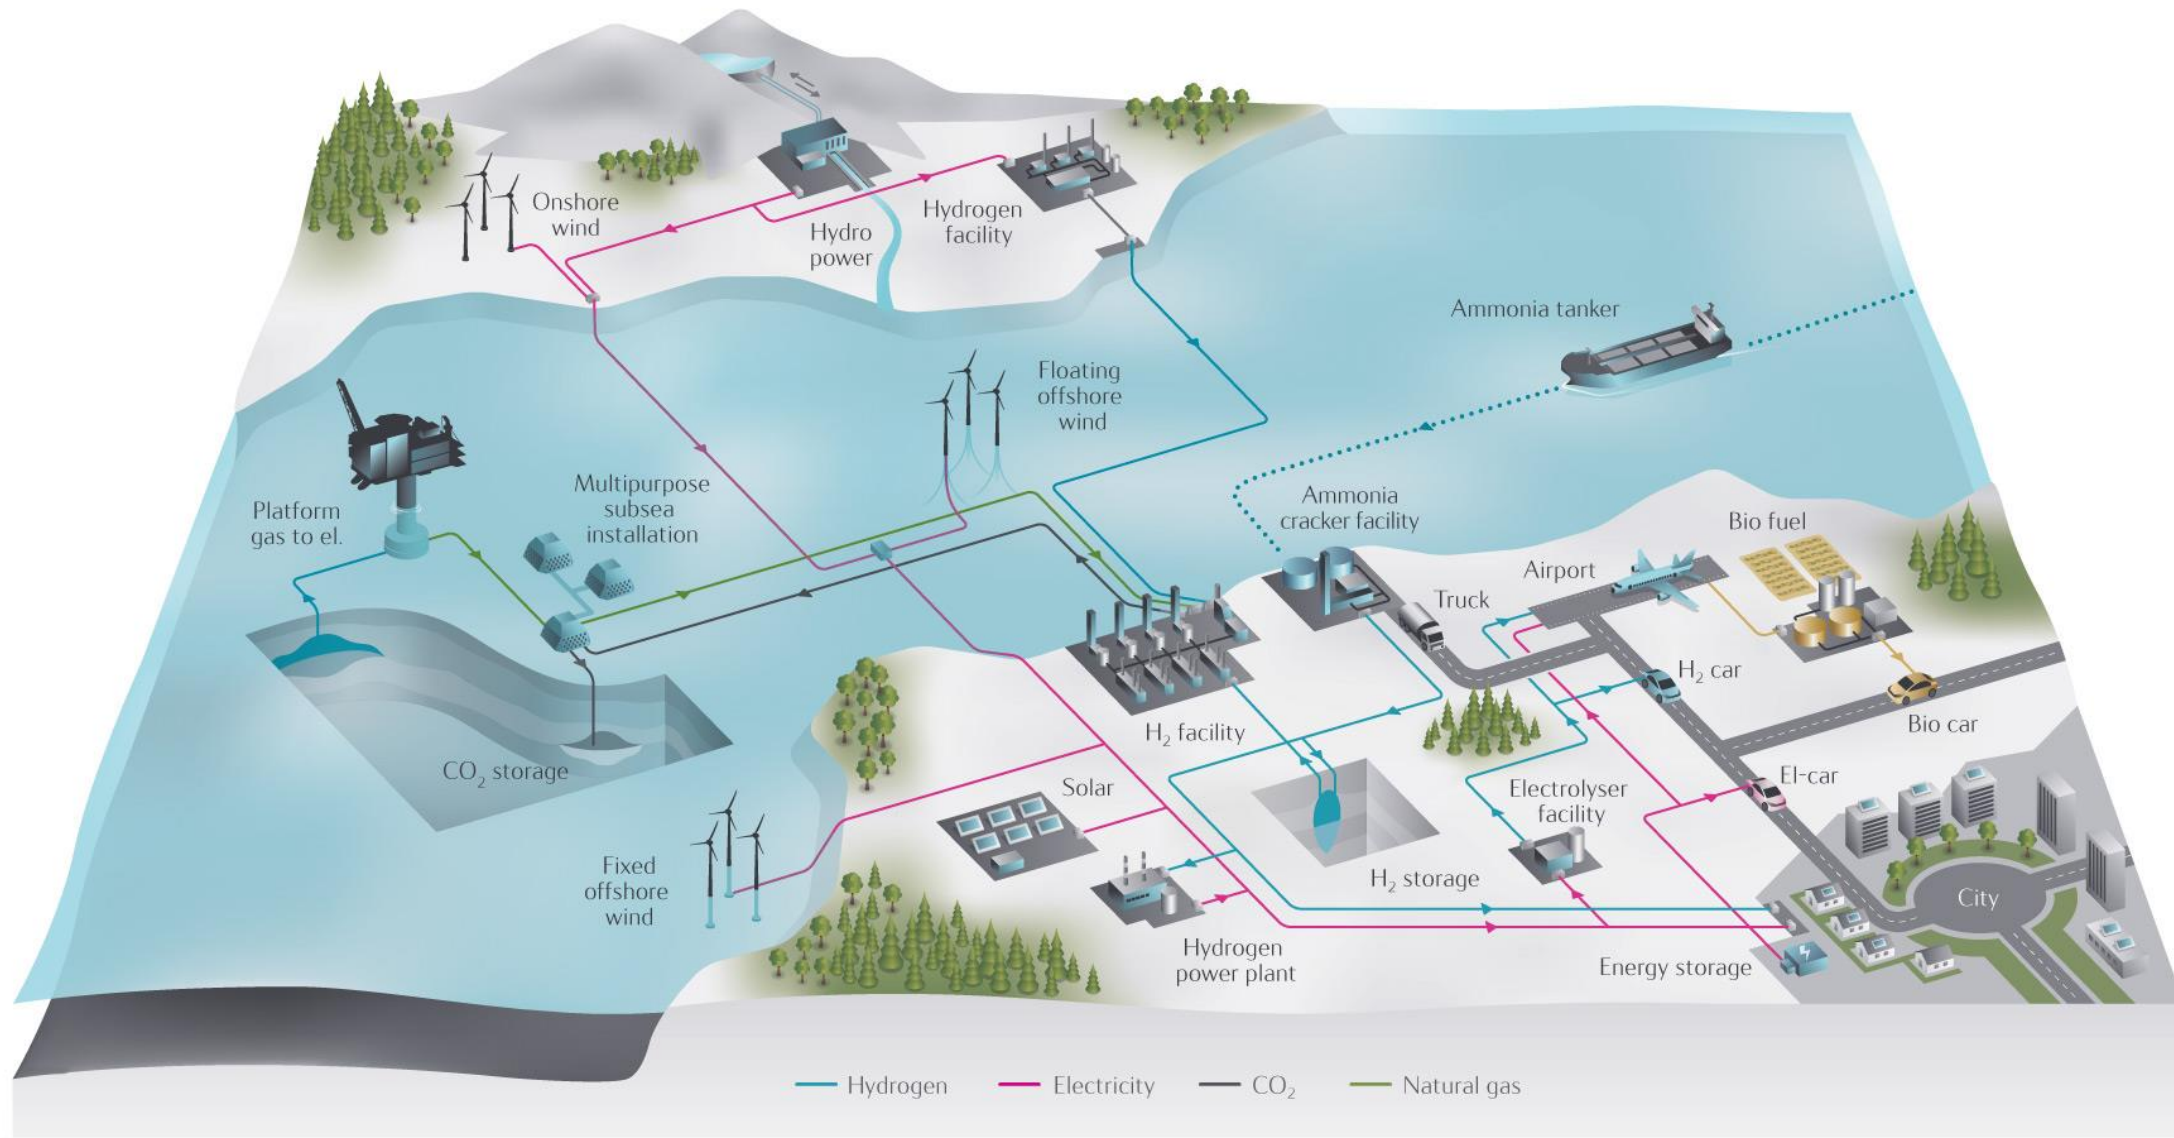 Onshore
wind
Hydro
power
Hydrogen
facility
Ammonia tanker
Floating
offshore
wind
Multipurpose
subsea
installation
Platform
gas to el.
Ammonia
cracker facility
Bio fuel
Airport
Truck
H₂ car
Bio car
H₂ facility
CO₂ storage
Solar
El-car
Electrolyser
facility
Fixed
offshore
wind
H₂ storage
City
Hydrogen
power plant
Energy storage
Hydrogen
Electricity
CO₂
Natural gas